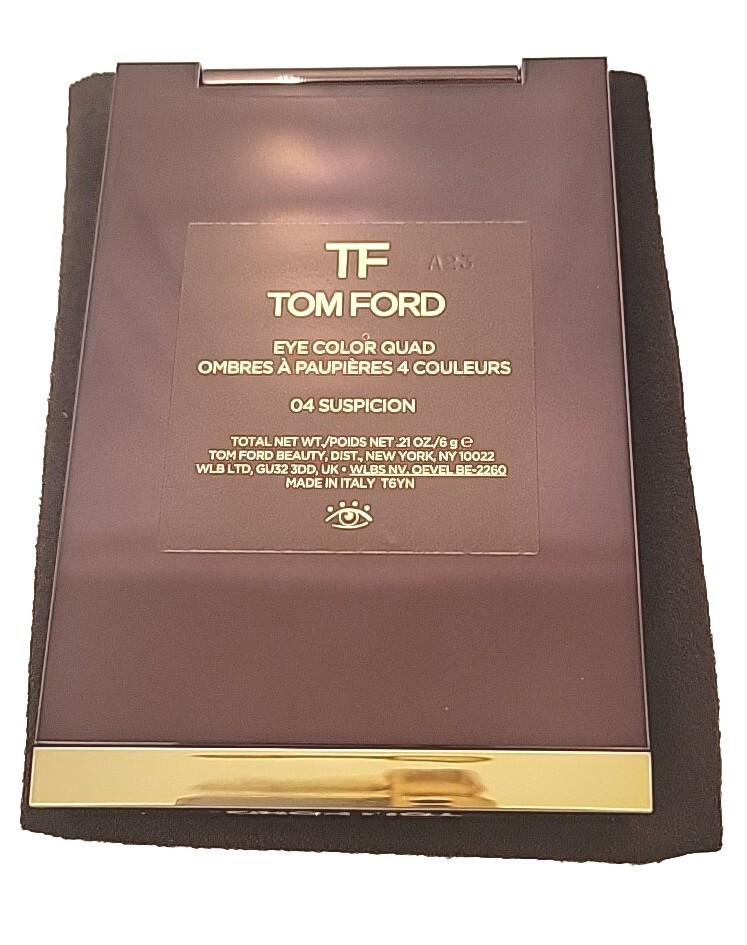 TF
A23
TOM FORD
EYE COLOR QUAD
OMBRES À PAUPIÈRES 4 COULEURS
04 SUSPICION
TOTAL NET WT./POIDS NET .21 OZ./6 g ℮
TOM FORD BEAUTY, DIST., NEW YORK, NY 10022
WLB LTD, GU32 3DD, UK • WLBS NV, OEVEL BE-2260
MADE IN ITALY T6YN